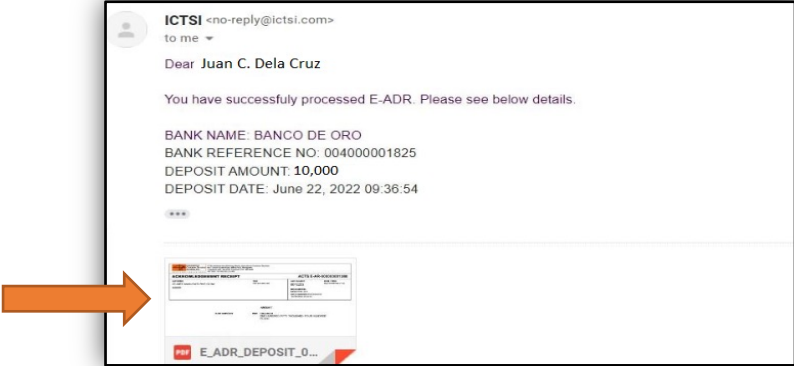 ICTSI <no-reply@ictsi.com>
to me
Dear Juan C. Dela Cruz
You have successfuly processed E-ADR. Please see below details.
BANK NAME: BANCO DE ORO
BANK REFERENCE NO: 004000001825
DEPOSIT AMOUNT: 10,000
DEPOSIT DATE: June 22, 2022 09:36:54
ACKNOWLEDGEMENT RECEIPT
PDF E_ADR_DEPOSIT_0...